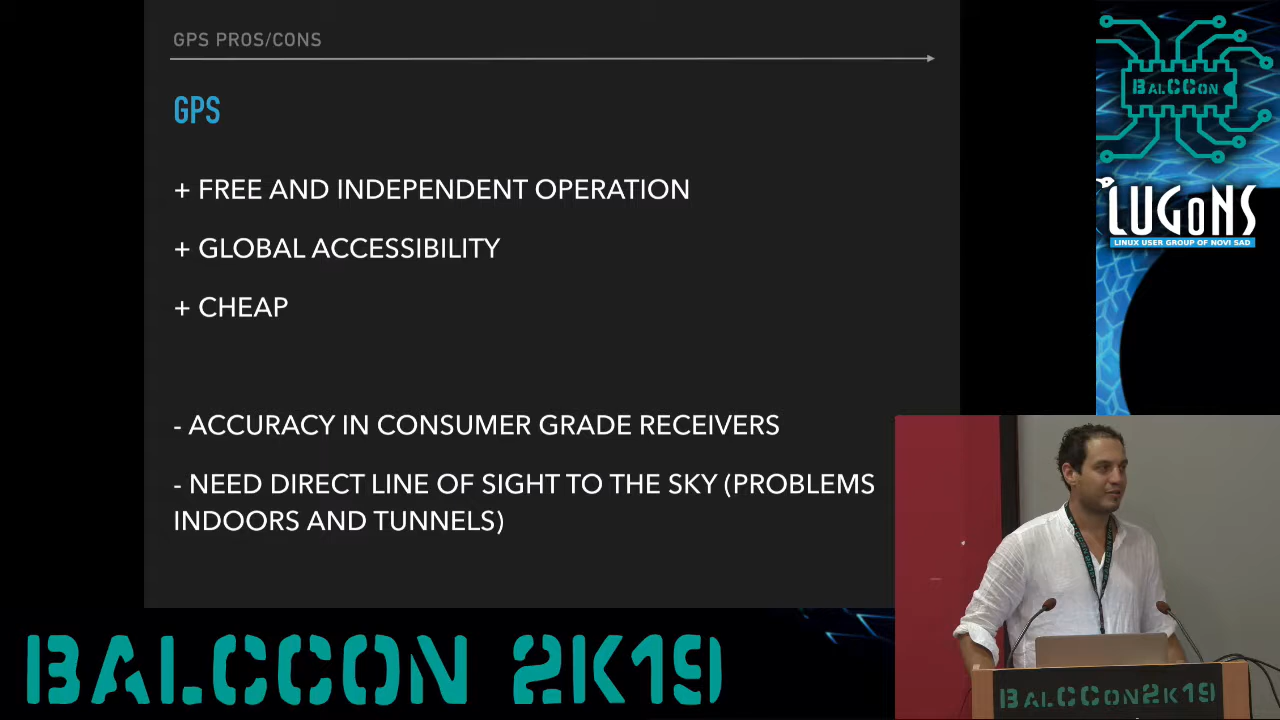 GPS PROS/CONS
GPS
+ FREE AND INDEPENDENT OPERATION
+ GLOBAL ACCESSIBILITY
+ CHEAP
- ACCURACY IN CONSUMER GRADE RECEIVERS
- NEED DIRECT LINE OF SIGHT TO THE SKY (PROBLEMS
INDOORS AND TUNNELS)
BALCCON
LUGONS
LINUX USER GROUP OF NOVI SAD
BALCCON 2K19
BALCCON2K19